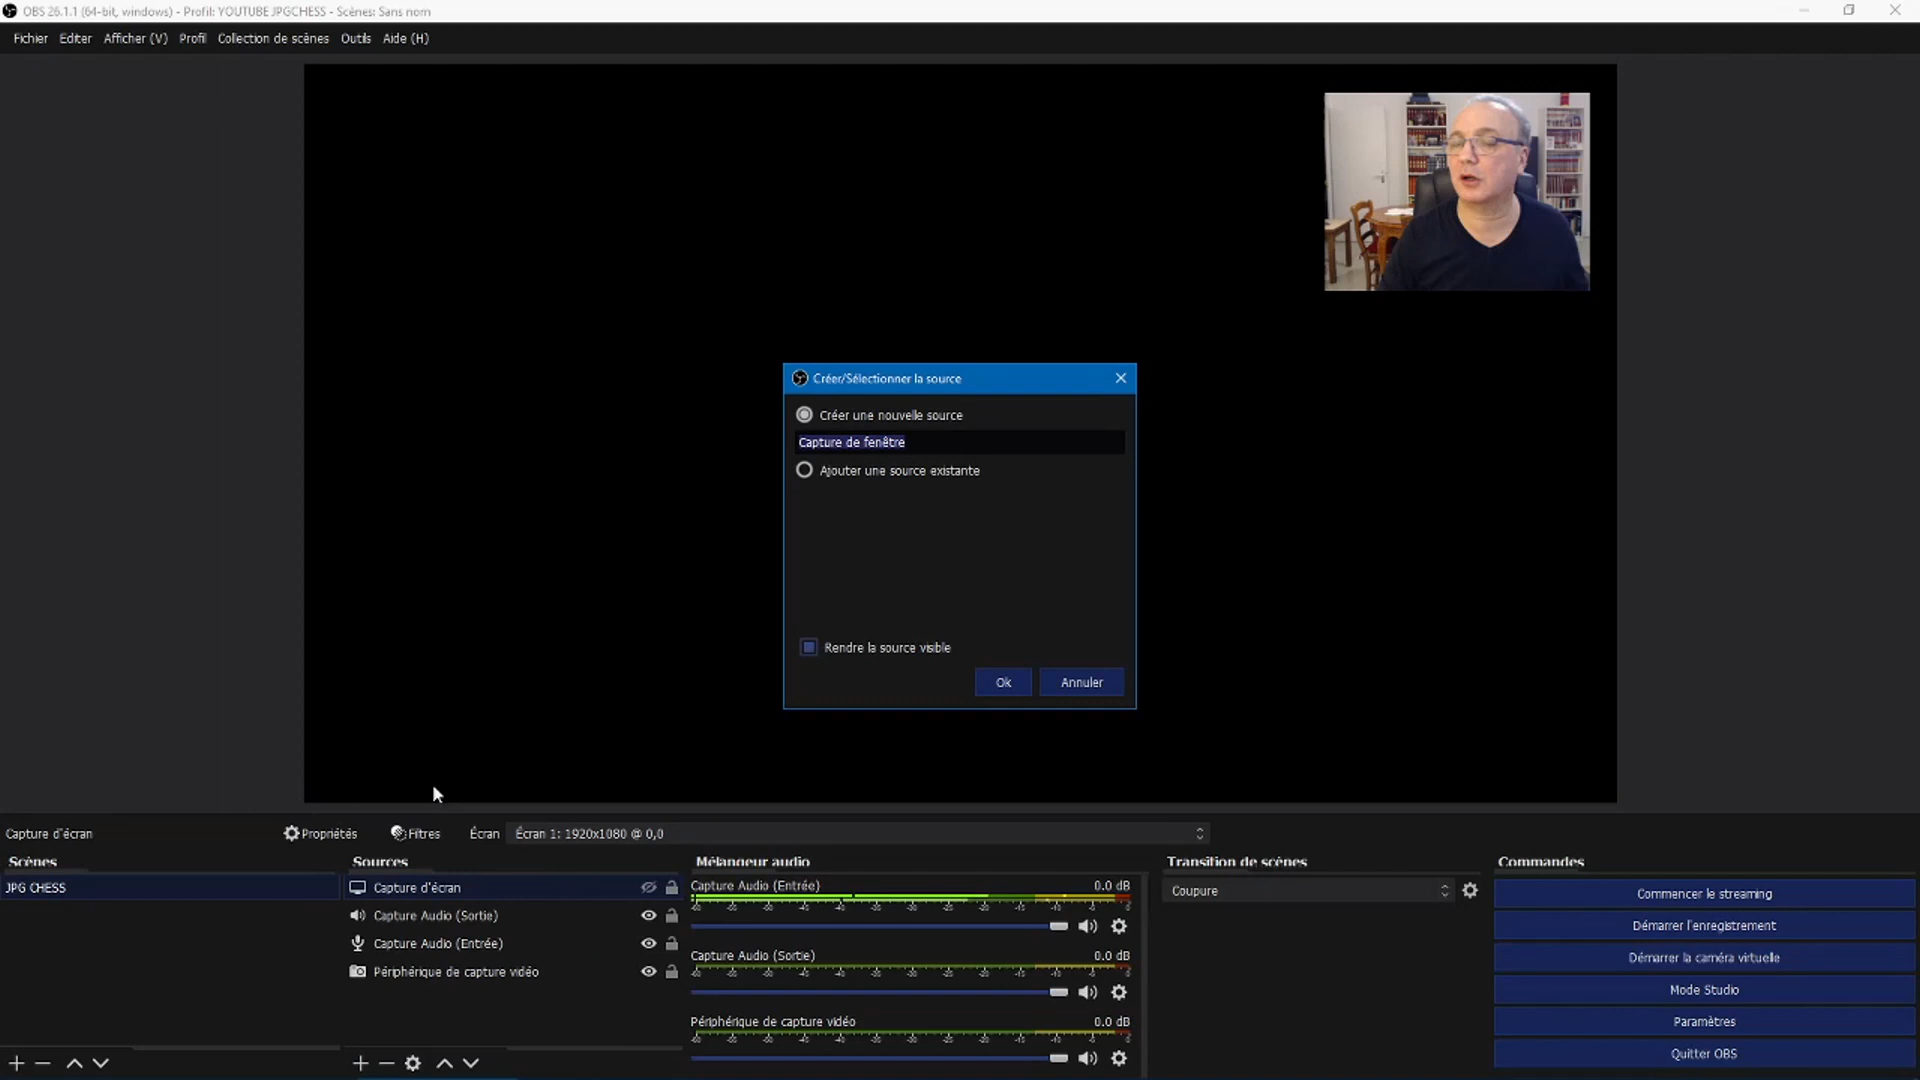 OBS 26.1.1 (64-bit, windows) - Profil: YOUTUBE JPGCHESS - Scènes: Sans nom
Fichier Editer Afficher (V) Profil Collection de scènes Outils Aide (H)
Créer/Sélectionner la source
Créer une nouvelle source
Capture de fenêtre
Ajouter une source existante
Rendre la source visible
Ok Annuler
Capture d'écran Propriétés Filtres Écran Écran 1: 1920x1080 @ 0,0
Scènes
JPG CHESS
Sources
Capture d'écran
Capture Audio (Sortie)
Capture Audio (Entrée)
Périphérique de capture vidéo
Mélangeur audio
Capture Audio (Entrée) 0.0 dB
Capture Audio (Sortie) 0.0 dB
Périphérique de capture vidéo 0.0 dB
Transition de scènes
Coupure
Commandes
Commencer le streaming
Démarrer l'enregistrement
Démarrer la caméra virtuelle
Mode Studio
Paramètres
Quitter OBS